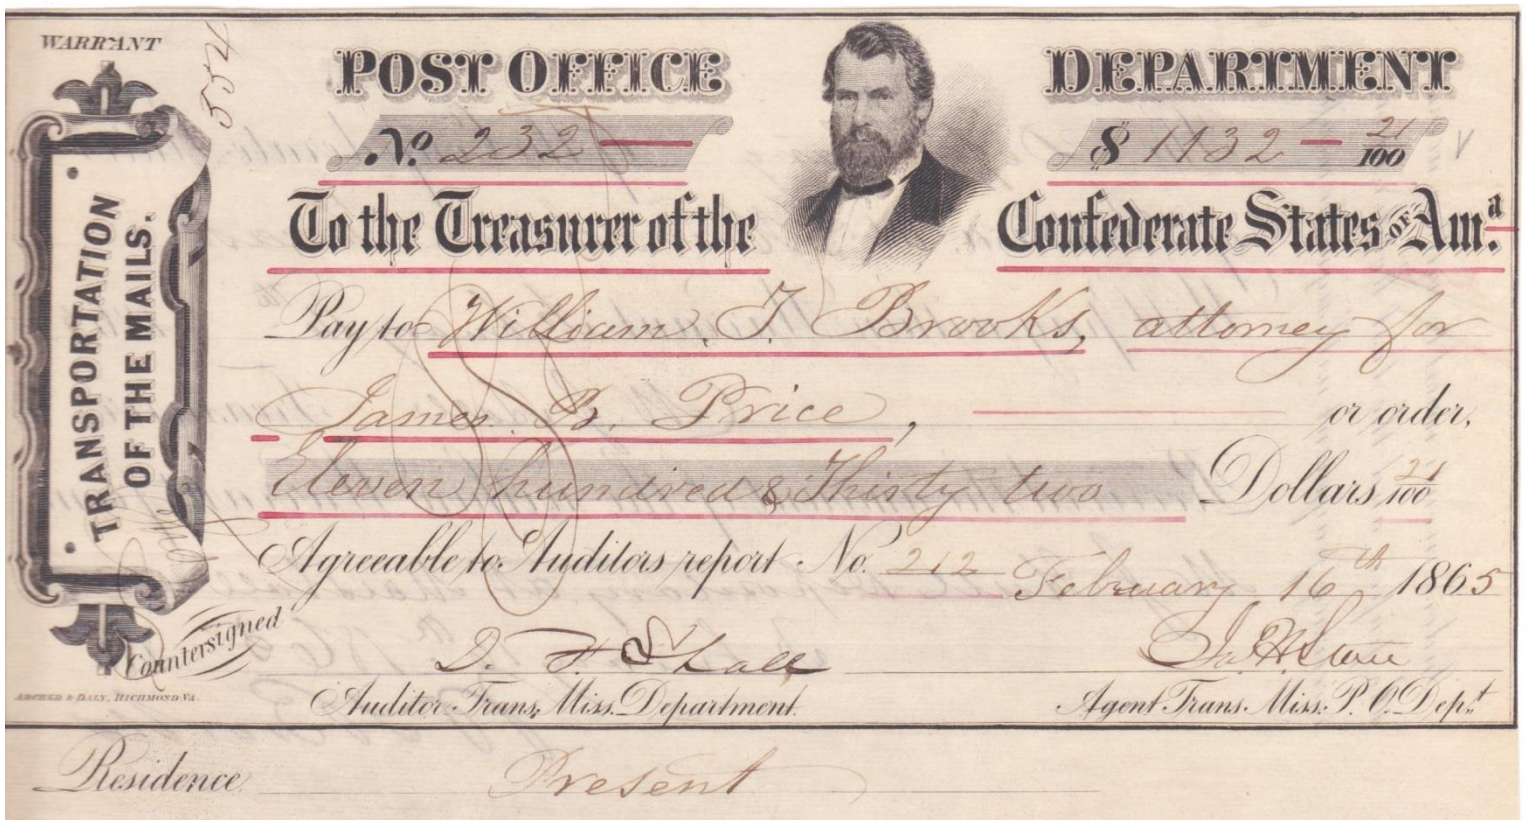 WARRANT
554
POST OFFICE DEPARTMENT
No. 232 $ 1132 21/100
To the Treasurer of the Confederate States of Am.a
TRANSPORTATION
OF THE MAILS.
Pay to William T. Brooks, attorney for
James B. Price, or order,
Eleven hundred & Thirty two Dollars 21/100
Agreeable to Auditors report No. 212 February 16th 1865
Countersigned
D. F. Shall
ARCHER & DALY, RICHMOND VA.
Auditor Trans. Miss. Department. Agent Trans. Miss. P. O. Dept.
Residence Present